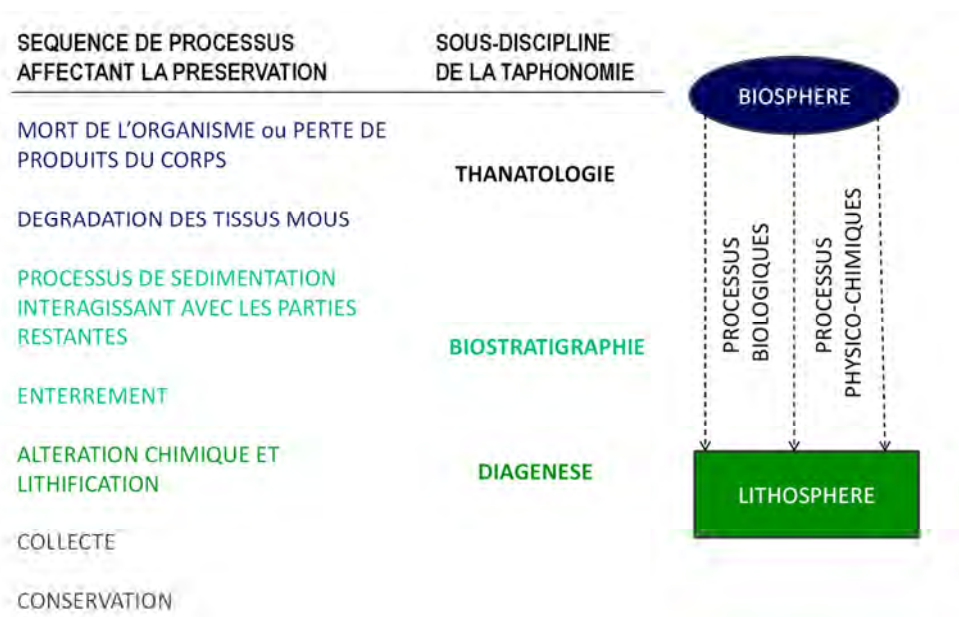 SEQUENCE DE PROCESSUS
AFFECTANT LA PRESERVATION
SOUS-DISCIPLINE
DE LA TAPHONOMIE
MORT DE L'ORGANISME ou PERTE DE
PRODUITS DU CORPS
THANATOLOGIE
DEGRADATION DES TISSUS MOUS
PROCESSUS DE SEDIMENTATION
INTERAGISSANT AVEC LES PARTIES
RESTANTES
BIOSTRATIGRAPHIE
ENTERREMENT
ALTERATION CHIMIQUE ET
LITHIFICATION
DIAGENESE
COLLECTE
CONSERVATION
BIOSPHERE
PROCESSUS
BIOLOGIQUES
PROCESSUS
PHYSICO-CHIMIQUES
LITHOSPHERE